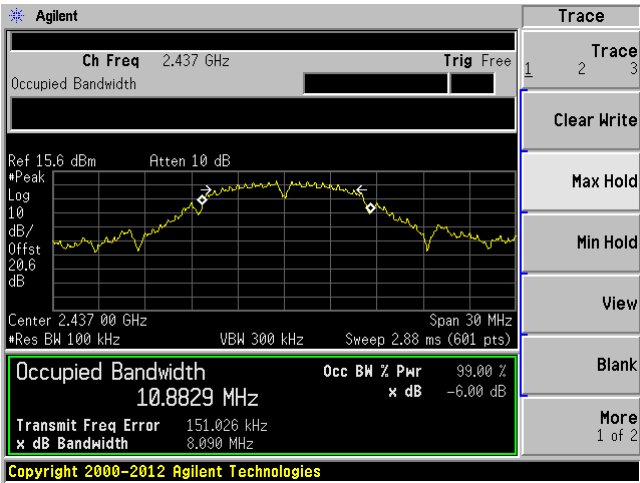 Agilent
Trace
Ch Freq 2.437 GHz Trig Free
Occupied Bandwidth
Trace
1 2 3
Clear Write
Max Hold
Min Hold
View
Blank
More
1 of 2
Ref 15.6 dBm Atten 10 dB
#Peak
Log
10
dB/
Offst
20.6
dB
Center 2.437 00 GHz Span 30 MHz
#Res BW 100 kHz VBW 300 kHz Sweep 2.88 ms (601 pts)
Occupied Bandwidth Occ BW % Pwr 99.00 %
10.8829 MHz x dB -6.00 dB
Transmit Freq Error 151.026 kHz
x dB Bandwidth 8.090 MHz
Copyright 2000-2012 Agilent Technologies